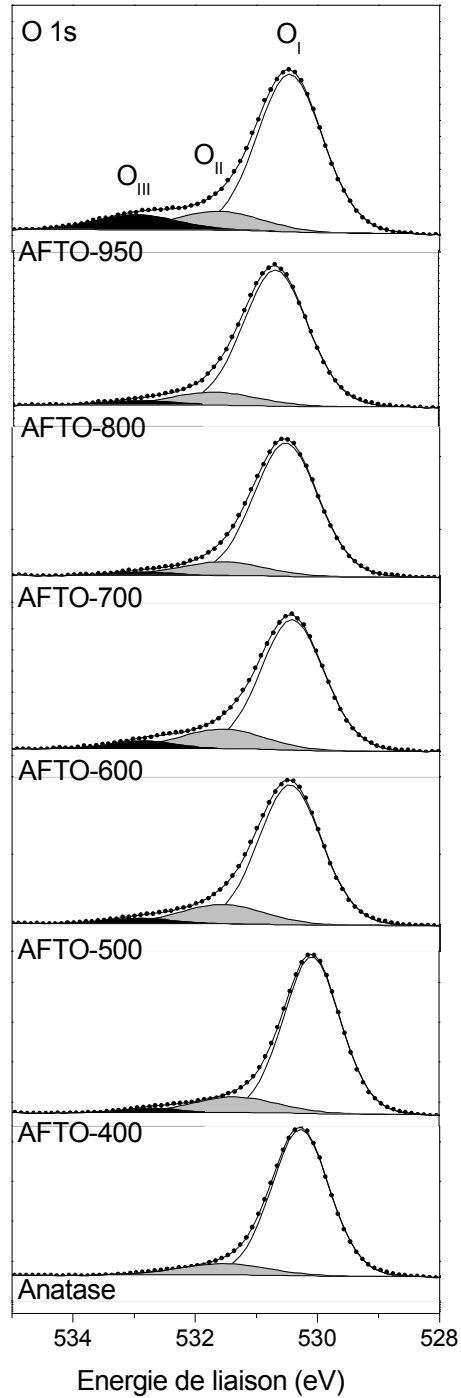 O 1s
O_I
O_II
O_III
AFTO-950
AFTO-800
AFTO-700
AFTO-600
AFTO-500
AFTO-400
Anatase
534 532 530 528
Energie de liaison (eV)